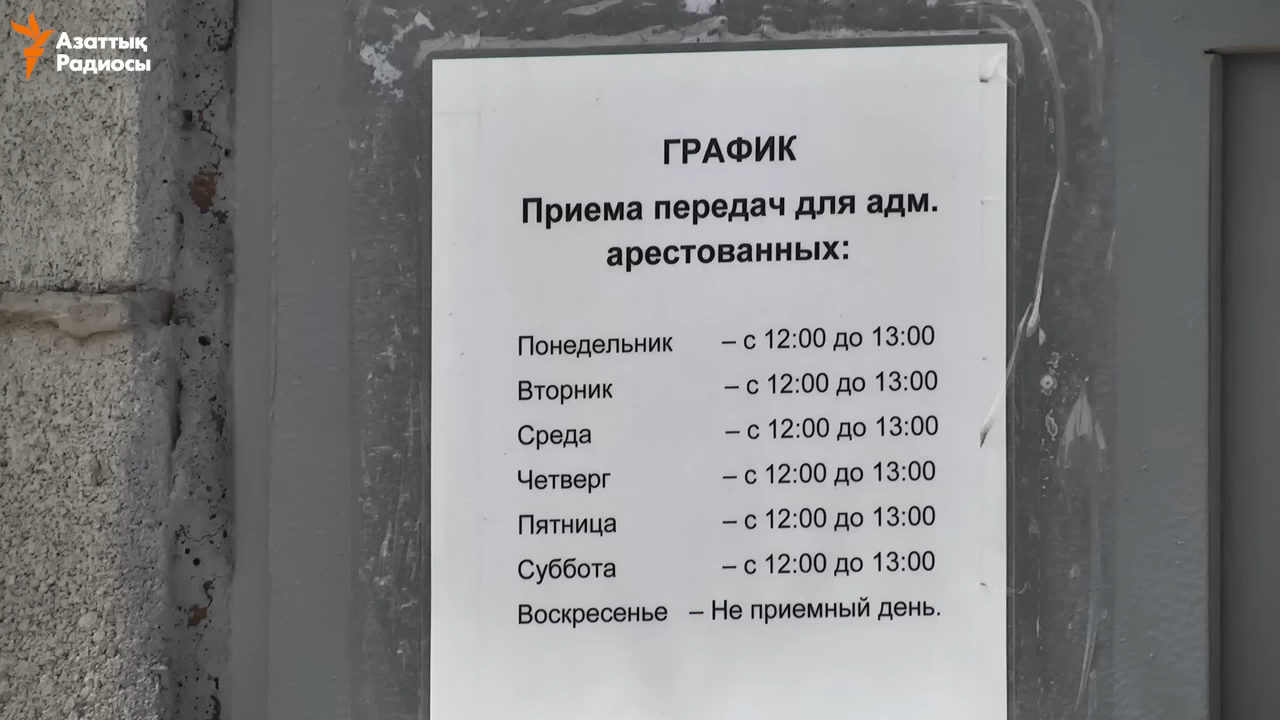 Азаттық
Радиосы
ГРАФИК
Приема передач для адм.
арестованных:
Понедельник – с 12:00 до 13:00
Вторник – с 12:00 до 13:00
Среда – с 12:00 до 13:00
Четверг – с 12:00 до 13:00
Пятница – с 12:00 до 13:00
Суббота – с 12:00 до 13:00
Воскресенье – Не приемный день.